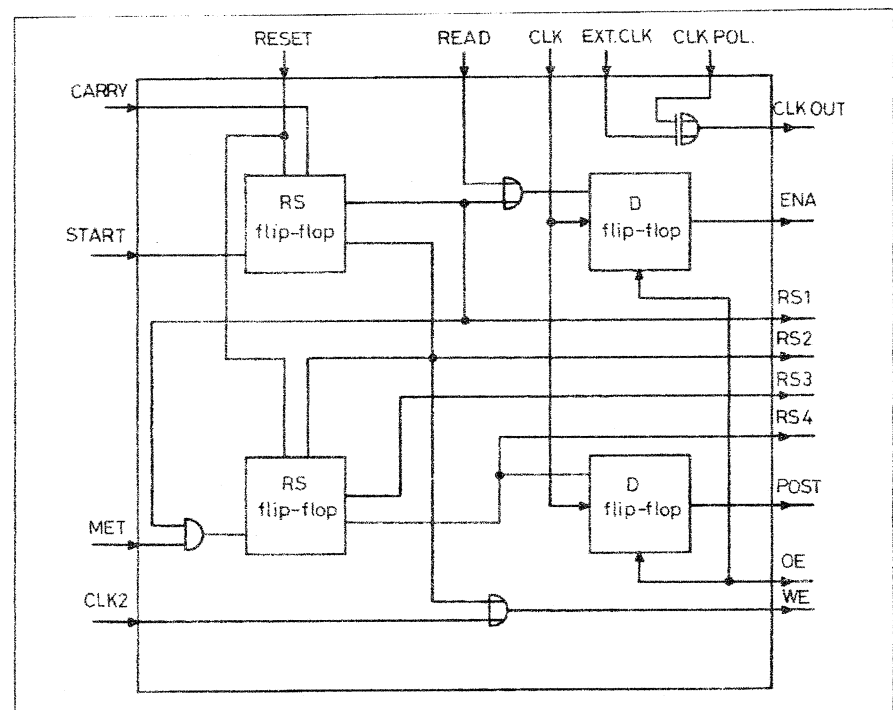 RESET READ CLK EXT.CLK CLK POL.
CARRY
CLK OUT
RS
flip-flop
D
flip-flop
ENA
START
RS1
RS2
RS3
RS4
RS
flip-flop
D
flip-flop
POST
MET
OE
CLK2
WE